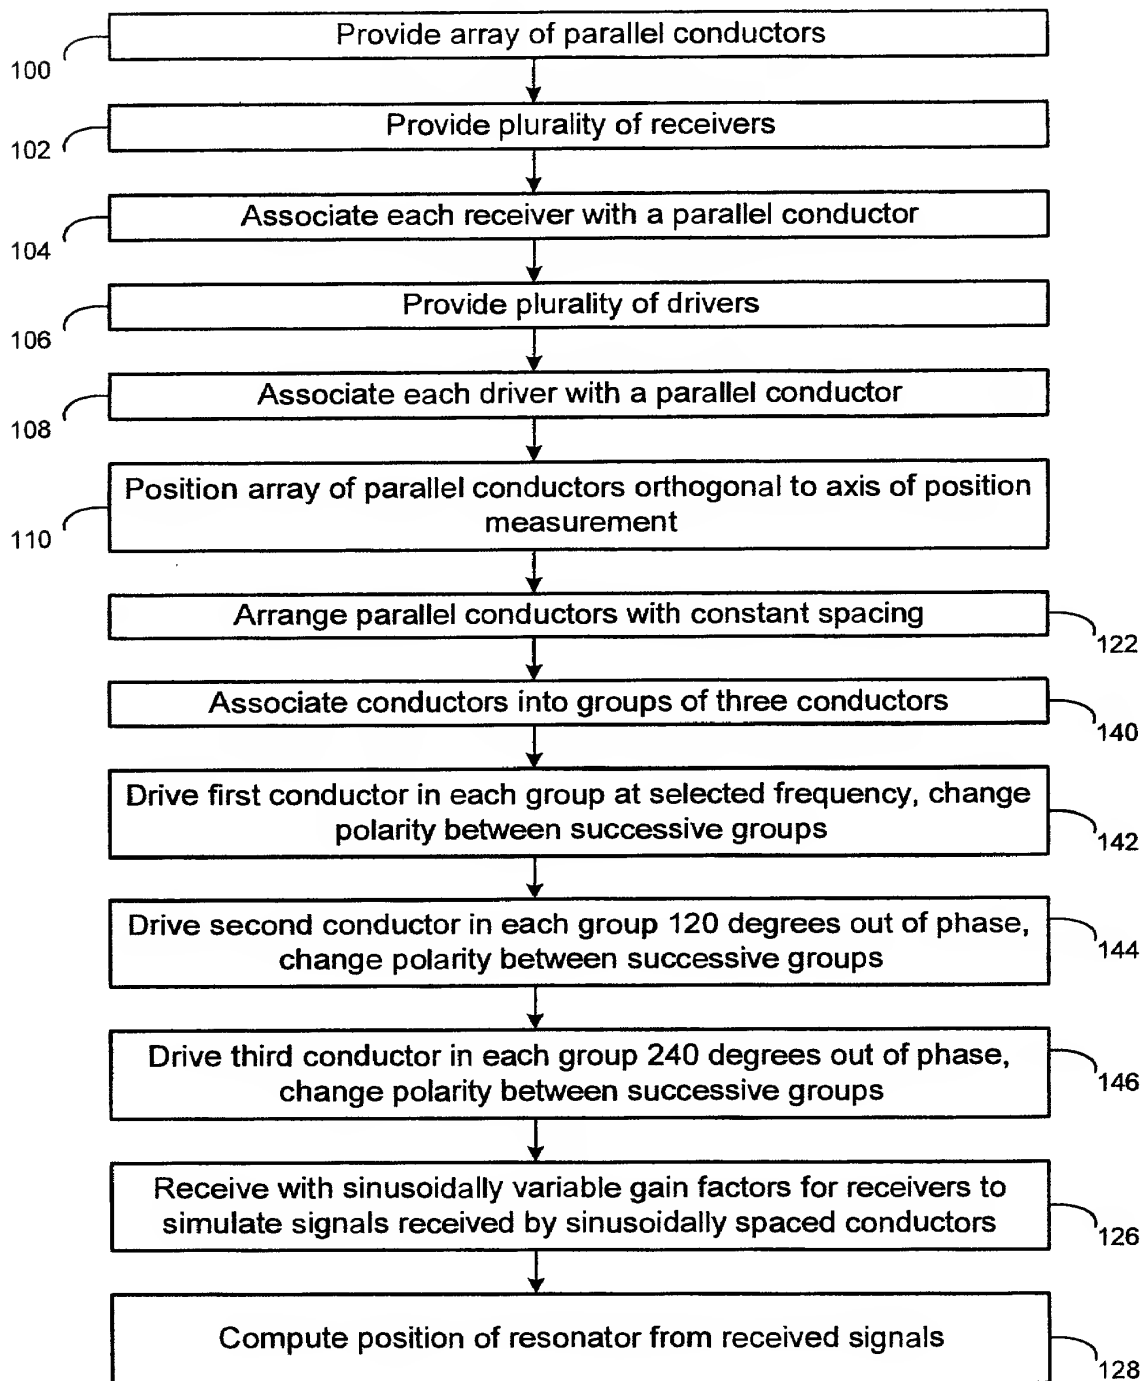 Provide array of parallel conductors
100
Provide plurality of receivers
102
Associate each receiver with a parallel conductor
104
Provide plurality of drivers
106
Associate each driver with a parallel conductor
108
Position array of parallel conductors orthogonal to axis of position
measurement
110
Arrange parallel conductors with constant spacing
122
Associate conductors into groups of three conductors
140
Drive first conductor in each group at selected frequency, change
polarity between successive groups
142
Drive second conductor in each group 120 degrees out of phase,
change polarity between successive groups
144
Drive third conductor in each group 240 degrees out of phase,
change polarity between successive groups
146
Receive with sinusoidally variable gain factors for receivers to
simulate signals received by sinusoidally spaced conductors
126
Compute position of resonator from received signals
128